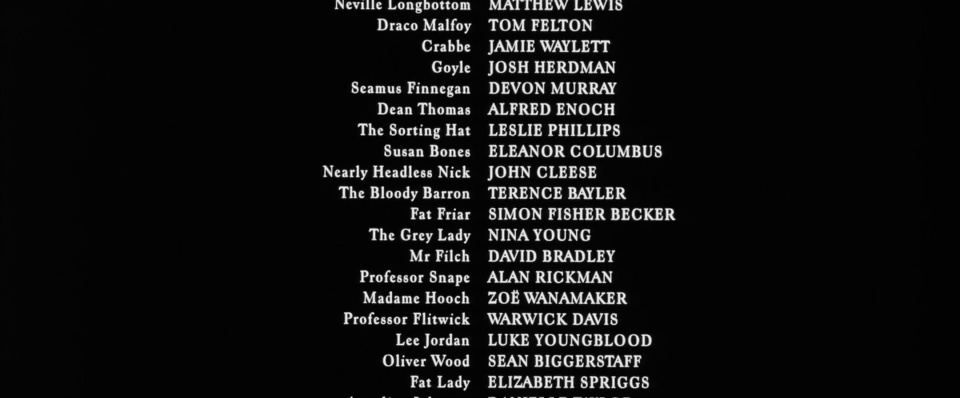 Neville Longbottom MATTHEW LEWIS
Draco Malfoy TOM FELTON
Crabbe JAMIE WAYLETT
Goyle JOSH HERDMAN
Seamus Finnegan DEVON MURRAY
Dean Thomas ALFRED ENOCH
The Sorting Hat LESLIE PHILLIPS
Susan Bones ELEANOR COLUMBUS
Nearly Headless Nick JOHN CLEESE
The Bloody Barron TERENCE BAYLER
Fat Friar SIMON FISHER BECKER
The Grey Lady NINA YOUNG
Mr Filch DAVID BRADLEY
Professor Snape ALAN RICKMAN
Madame Hooch ZOË WANAMAKER
Professor Flitwick WARWICK DAVIS
Lee Jordan LUKE YOUNGBLOOD
Oliver Wood SEAN BIGGERSTAFF
Fat Lady ELIZABETH SPRIGGS